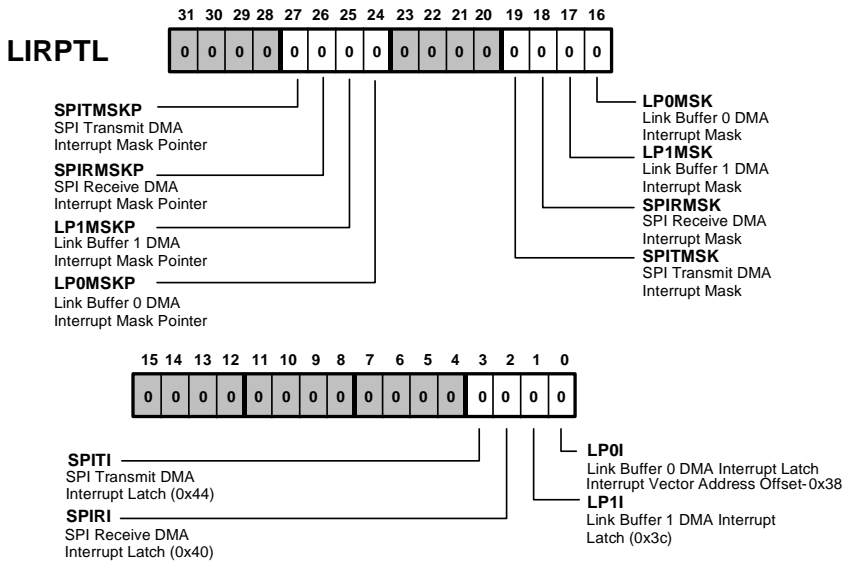 31 30 29 28 27 26 25 24 23 22 21 20 19 18 17 16
LIRPTL
0 0 0 0 0 0 0 0 0 0 0 0 0 0 0 0
SPITMSKP
SPI Transmit DMA
Interrupt Mask Pointer
SPIRMSKP
SPI Receive DMA
Interrupt Mask Pointer
LP1MSKP
Link Buffer 1 DMA
Interrupt Mask Pointer
LP0MSKP
Link Buffer 0 DMA
Interrupt Mask Pointer
LP0MSK
Link Buffer 0 DMA
Interrupt Mask
LP1MSK
Link Buffer 1 DMA
Interrupt Mask
SPIRMSK
SPI Receive DMA
Interrupt Mask
SPITMSK
SPI Transmit DMA
Interrupt Mask
15 14 13 12 11 10 9 8 7 6 5 4 3 2 1 0
0 0 0 0 0 0 0 0 0 0 0 0 0 0 0 0
SPITI
SPI Transmit DMA
Interrupt Latch (0x44)
SPIRI
SPI Receive DMA
Interrupt Latch (0x40)
LP0I
Link Buffer 0 DMA Interrupt Latch
Interrupt Vector Address Offset-0x38
LP1I
Link Buffer 1 DMA Interrupt
Latch (0x3c)